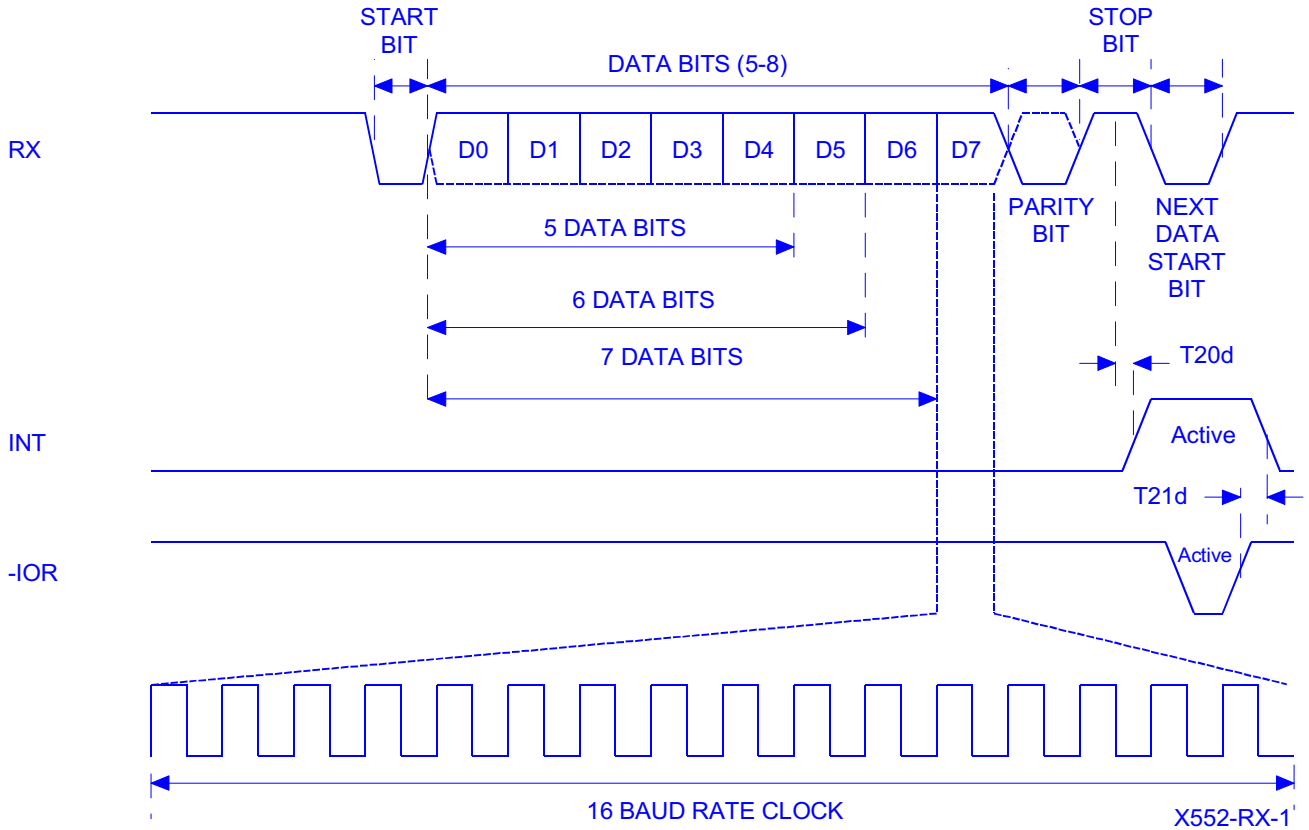 START
BIT
STOP
BIT
DATA BITS (5-8)
RX
D0 D1 D2 D3 D4 D5 D6 D7
PARITY
BIT
NEXT
DATA
START
BIT
5 DATA BITS
6 DATA BITS
7 DATA BITS
T20d
INT
Active
T21d
-IOR
Active
16 BAUD RATE CLOCK
X552-RX-1